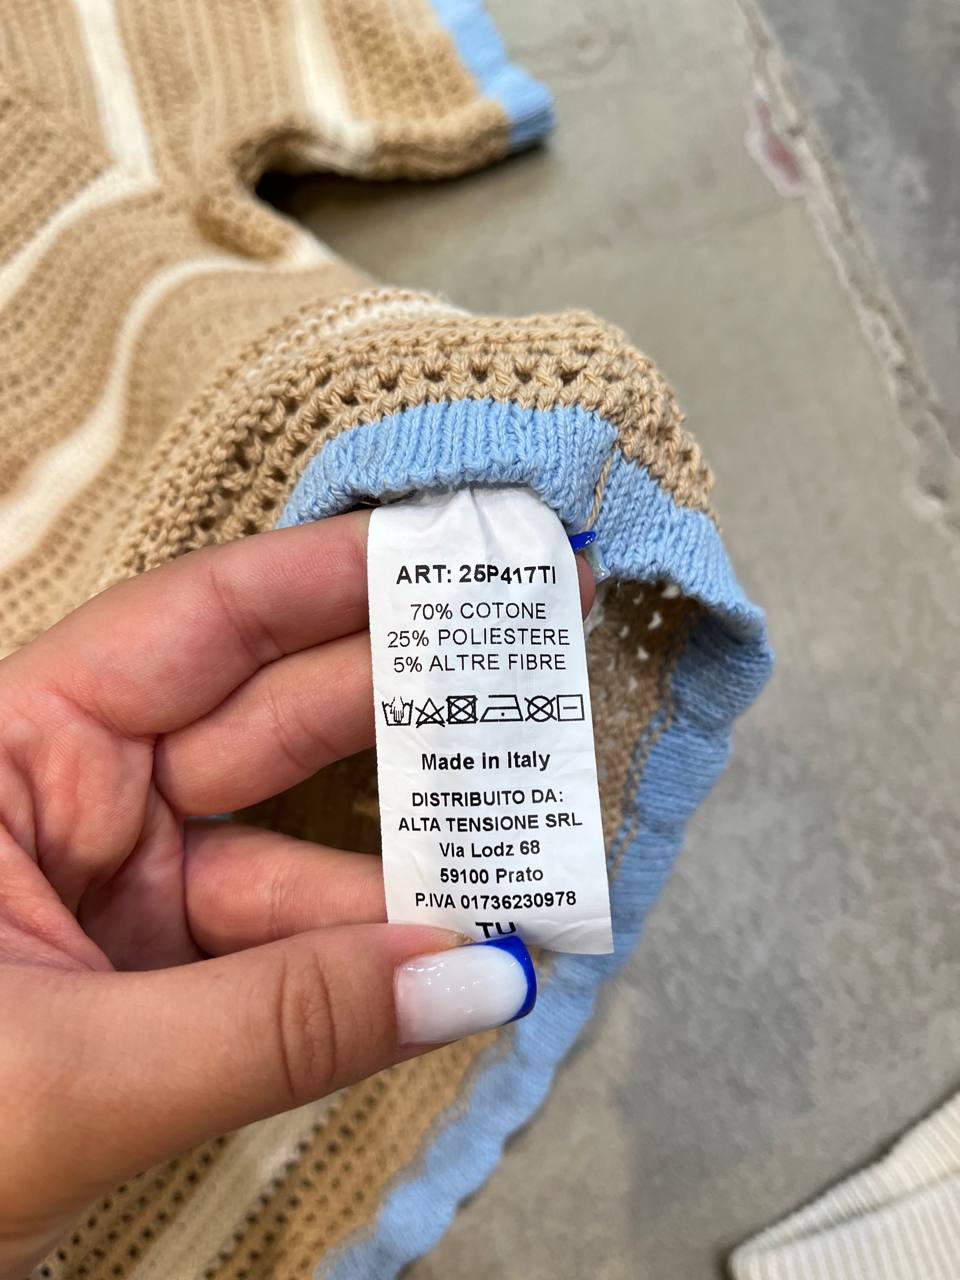 ART: 25P417TI
70% COTONE
25% POLIESTERE
5% ALTRE FIBRE
Made in Italy
DISTRIBUITO DA:
ALTA TENSIONE SRL
Via Lodz 68
59100 Prato
P.IVA 01736230978
TU